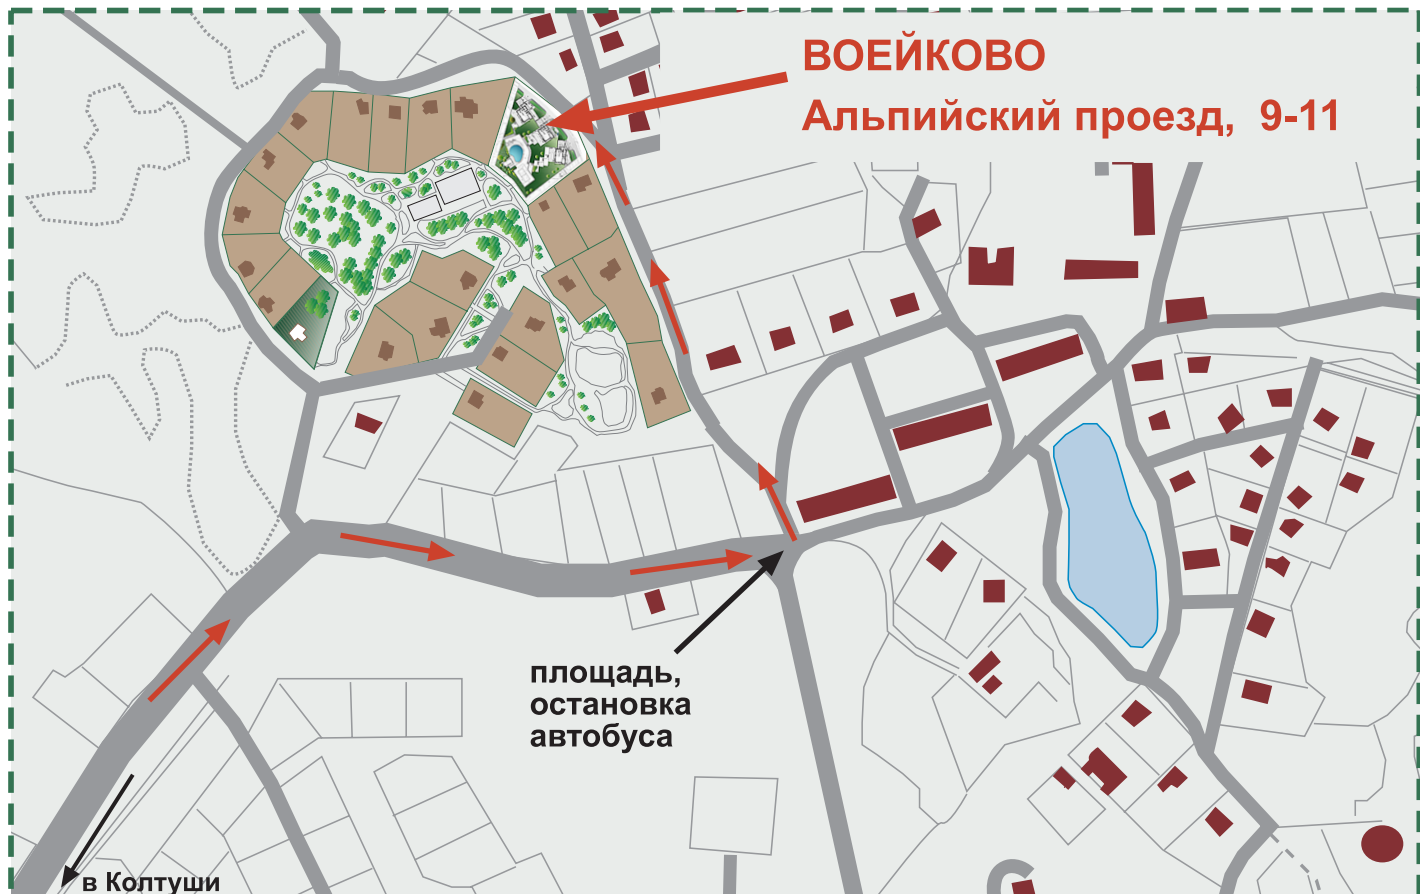 ВОЕЙКОВО
Альпийский проезд, 9-11
площадь,
остановка
автобуса
в Колтуши